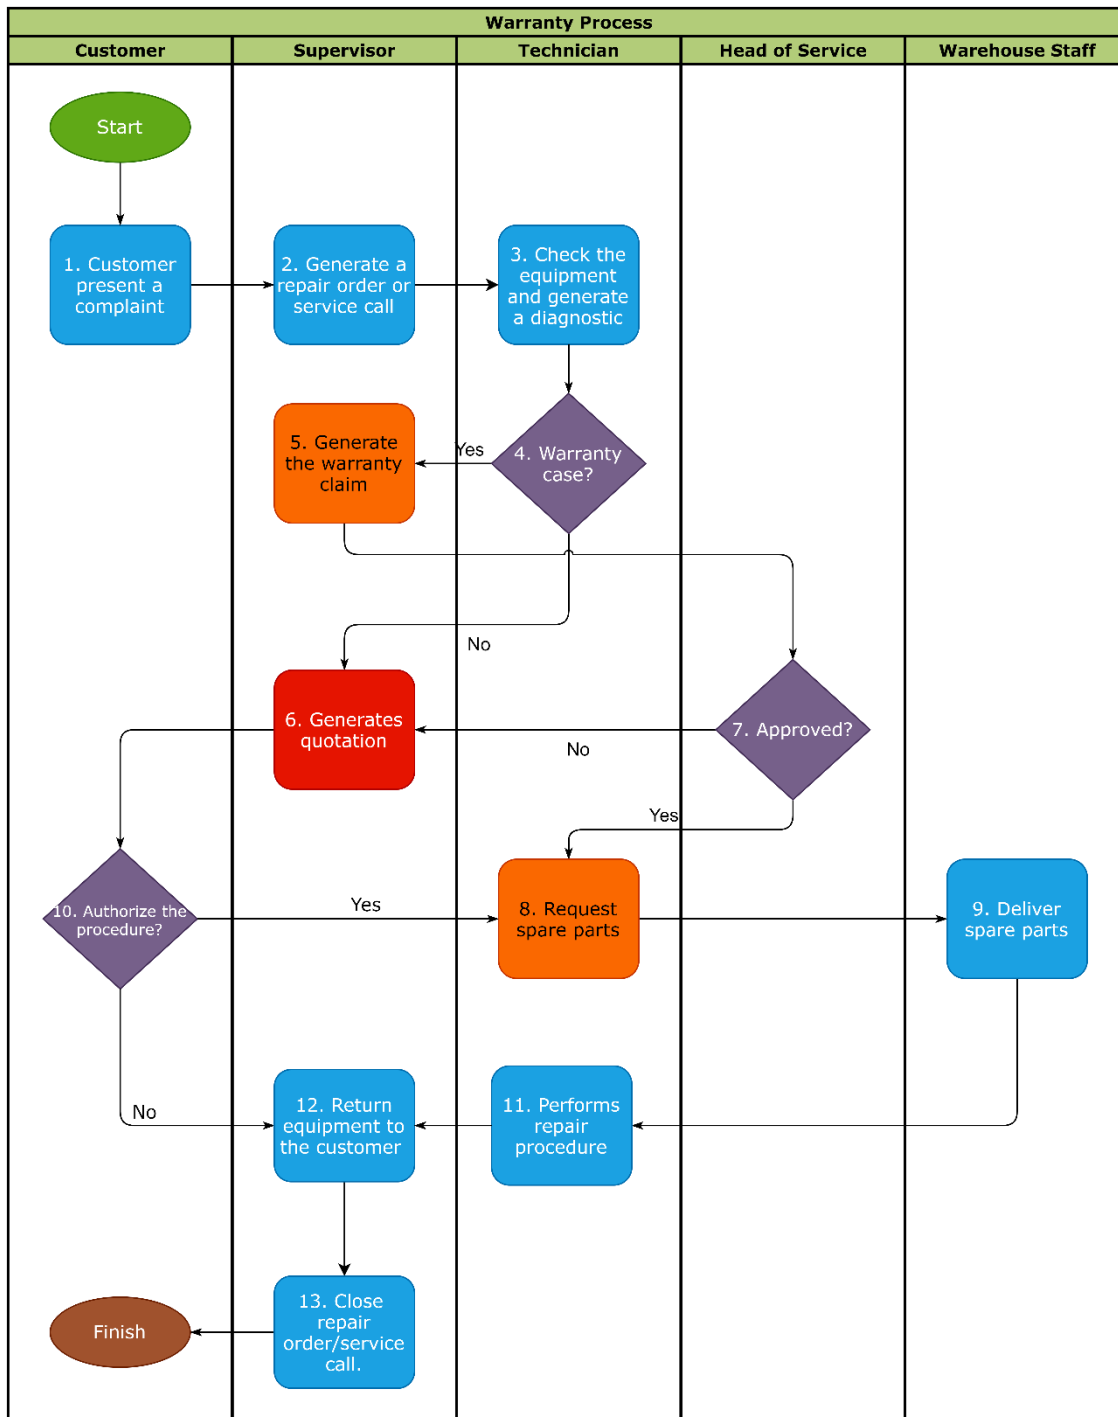 Warranty Process
Customer
Supervisor
Technician
Head of Service
Warehouse Staff
Start
1. Customer
present a
complaint
2. Generate a
repair order or
service call
3. Check the
equipment
and generate
a diagnostic
5. Generate
the warranty
claim
Yes
4. Warranty
case?
No
6. Generates
quotation
No
7. Approved?
Yes
10. Authorize the
procedure?
Yes
8. Request
spare parts
9. Deliver
spare parts
No
12. Return
equipment to
the customer
11. Performs
repair
procedure
13. Close
repair
order/service
call.
Finish